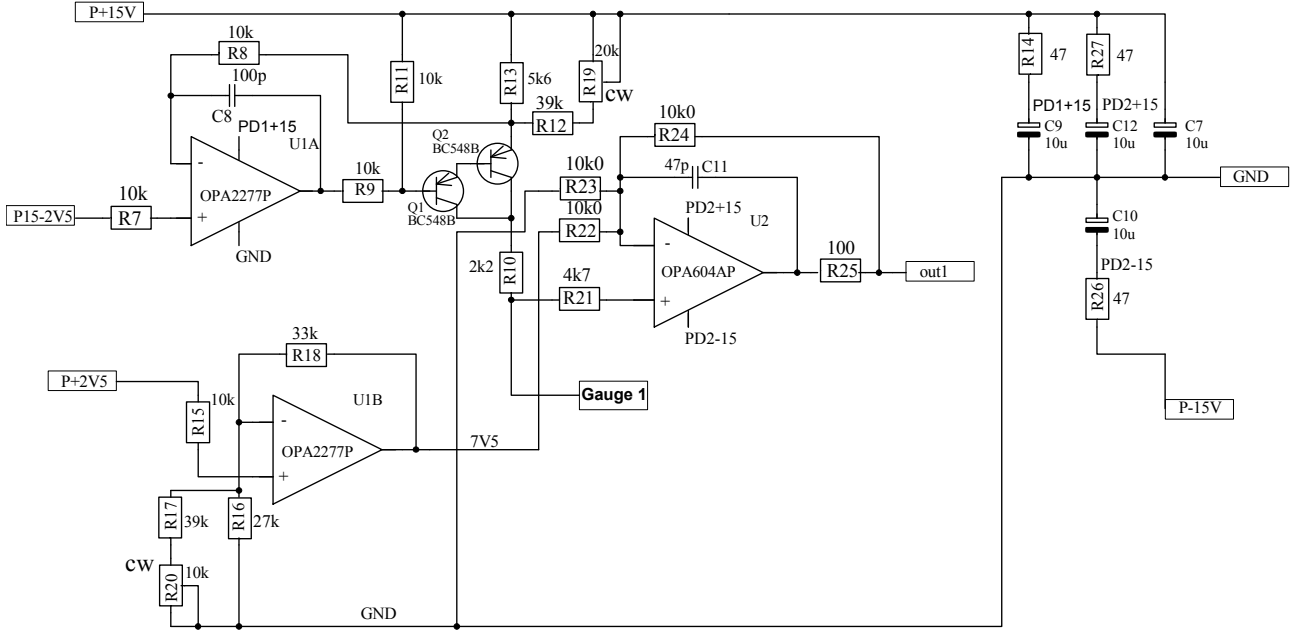 P+15V
10k
R8
100p
C8
PD1+15
U1A
-
OPA2277P
+
GND
10k
R7
P15-2V5
10k
R9
R11
10k
R13
5k6
20k
R19
cw
39k
R12
Q2
BC548B
Q1
BC548B
2k2
R10
10k0
R24
47p
C11
10k0
R23
10k0
R22
PD2+15
U2
-
OPA604AP
+
PD2-15
4k7
R21
100
R25
out1
Gauge 1
R14
47
R27
47
PD1+15
C9
10u
PD2+15
C12
10u
C7
10u
GND
C10
10u
PD2-15
R26
47
P-15V
33k
R18
P+2V5
10k
R15
U1B
-
OPA2277P
+
7V5
R17
39k
R16
27k
cw
R20
10k
GND